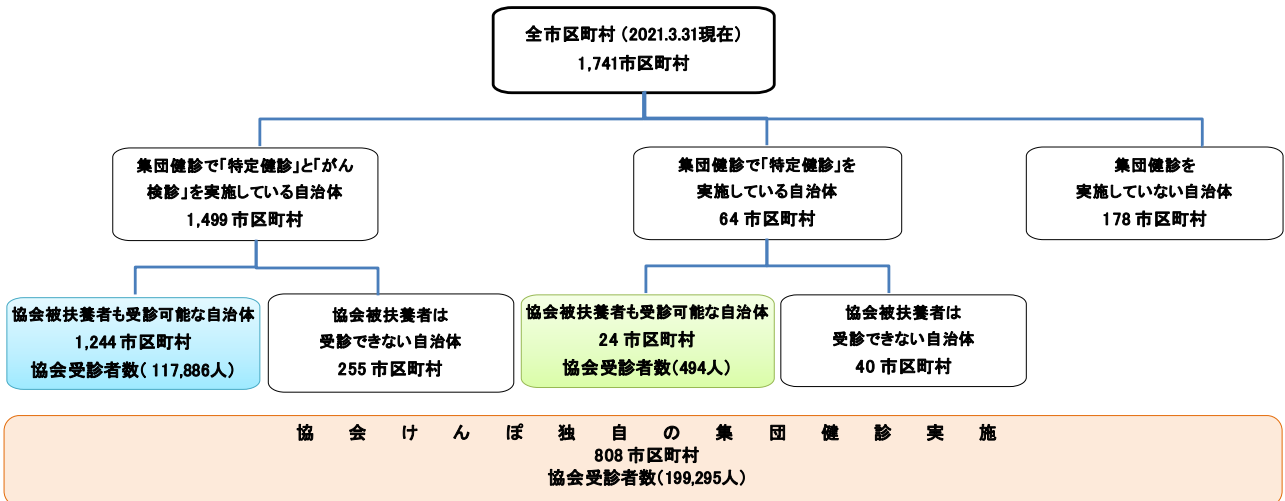 全市区町村（2021.3.31現在）
1,741市区町村
集団健診で「特定健診」と「がん
検診」を実施している自治体
1,499 市区町村
集団健診で「特定健診」を
実施している自治体
64 市区町村
集団健診を
実施していない自治体
178 市区町村
協会被扶養者も受診可能な自治体
1,244 市区町村
協会受診者数( 117,886人)
協会被扶養者は
受診できない自治体
255 市区町村
協会被扶養者も受診可能な自治体
24 市区町村
協会受診者数(494人)
協会被扶養者は
受診できない自治体
40 市区町村
協会けんぽ独自の集団健診実施
808 市区町村
協会受診者数(199,295人)